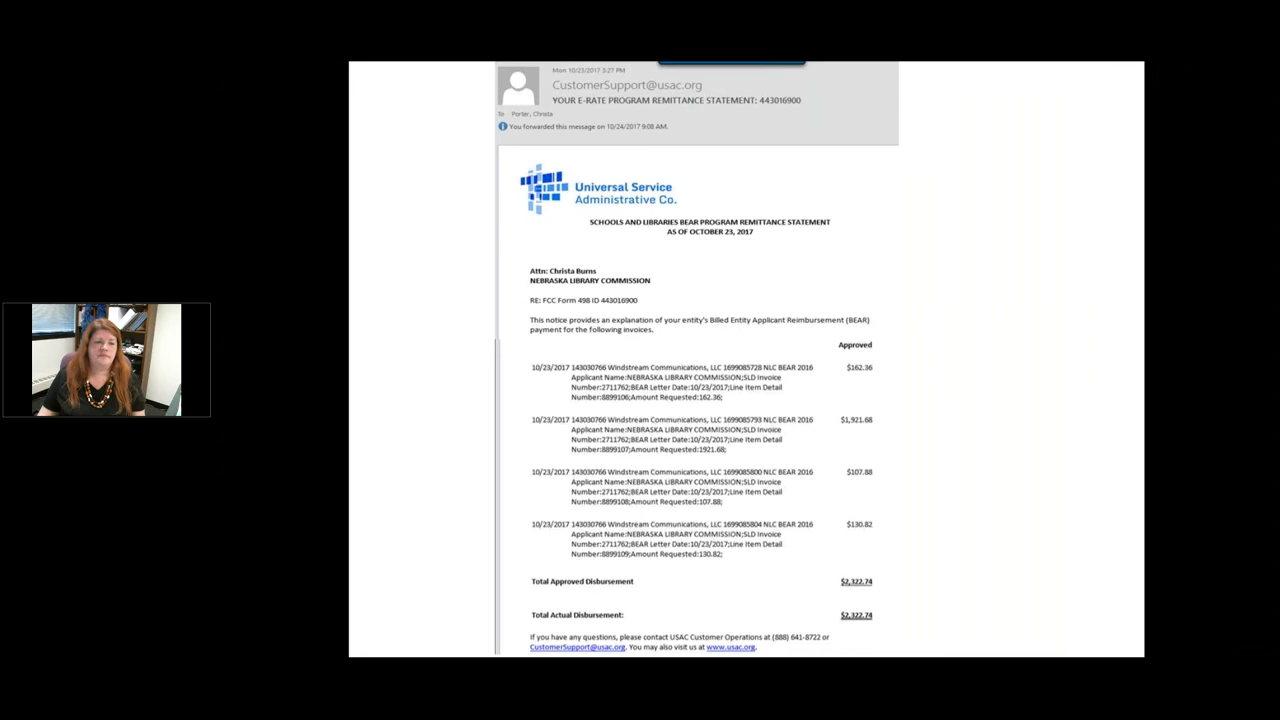 Mon 10/23/2017 3:27 PM
CustomerSupport@usac.org
YOUR E-RATE PROGRAM REMITTANCE STATEMENT: 443016900
To Porter, Christa
You forwarded this message on 10/24/2017 9:08 AM.
Universal Service
Administrative Co.
SCHOOLS AND LIBRARIES BEAR PROGRAM REMITTANCE STATEMENT
AS OF OCTOBER 23, 2017
Attn: Christa Burns
NEBRASKA LIBRARY COMMISSION
RE: FCC Form 498 ID 443016900
This notice provides an explanation of your entity's Billed Entity Applicant Reimbursement (BEAR)
payment for the following invoices.
Approved
10/23/2017 143030766 Windstream Communications, LLC 1699085728 NLC BEAR 2016 $162.36
Applicant Name:NEBRASKA LIBRARY COMMISSION;SLD Invoice
Number:2711762;BEAR Letter Date:10/23/2017;Line Item Detail
Number:8899106;Amount Requested:162.36;
10/23/2017 143030766 Windstream Communications, LLC 1699085793 NLC BEAR 2016 $1,921.68
Applicant Name:NEBRASKA LIBRARY COMMISSION;SLD Invoice
Number:2711762;BEAR Letter Date:10/23/2017;Line Item Detail
Number:8899107;Amount Requested:1921.68;
10/23/2017 143030766 Windstream Communications, LLC 1699085800 NLC BEAR 2016 $107.88
Applicant Name:NEBRASKA LIBRARY COMMISSION;SLD Invoice
Number:2711762;BEAR Letter Date:10/23/2017;Line Item Detail
Number:8899108;Amount Requested:107.88;
10/23/2017 143030766 Windstream Communications, LLC 1699085804 NLC BEAR 2016 $130.82
Applicant Name:NEBRASKA LIBRARY COMMISSION;SLD Invoice
Number:2711762;BEAR Letter Date:10/23/2017;Line Item Detail
Number:8899109;Amount Requested:130.82;
Total Approved Disbursement $2,322.74
Total Actual Disbursement: $2,322.74
If you have any questions, please contact USAC Customer Operations at (888) 641-8722 or
CustomerSupport@usac.org. You may also visit us at www.usac.org.